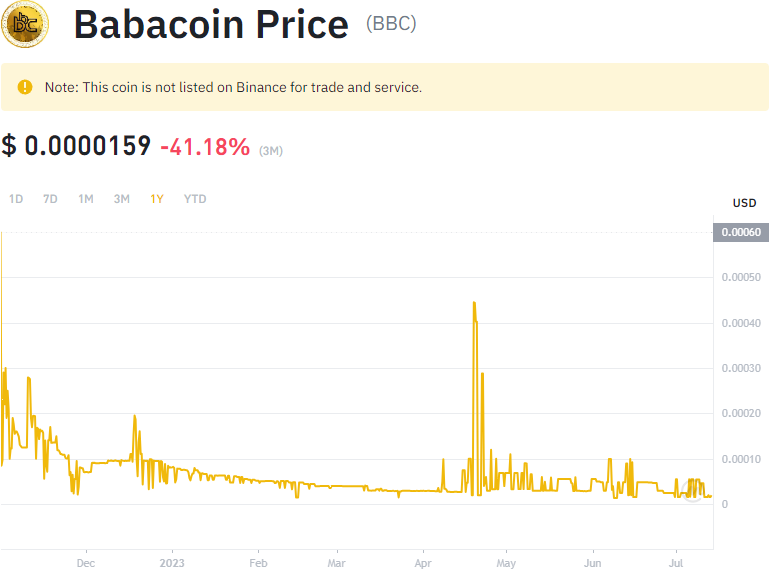 bbc
Babacoin Price (BBC)
Note: This coin is not listed on Binance for trade and service.
$ 0.0000159 -41.18% (3M)
1D 7D 1M 3M 1Y YTD
USD
0.00060
0.00050
0.00040
0.00030
0.00020
0.00010
0
Dec 2023 Feb Mar Apr May Jun Jul